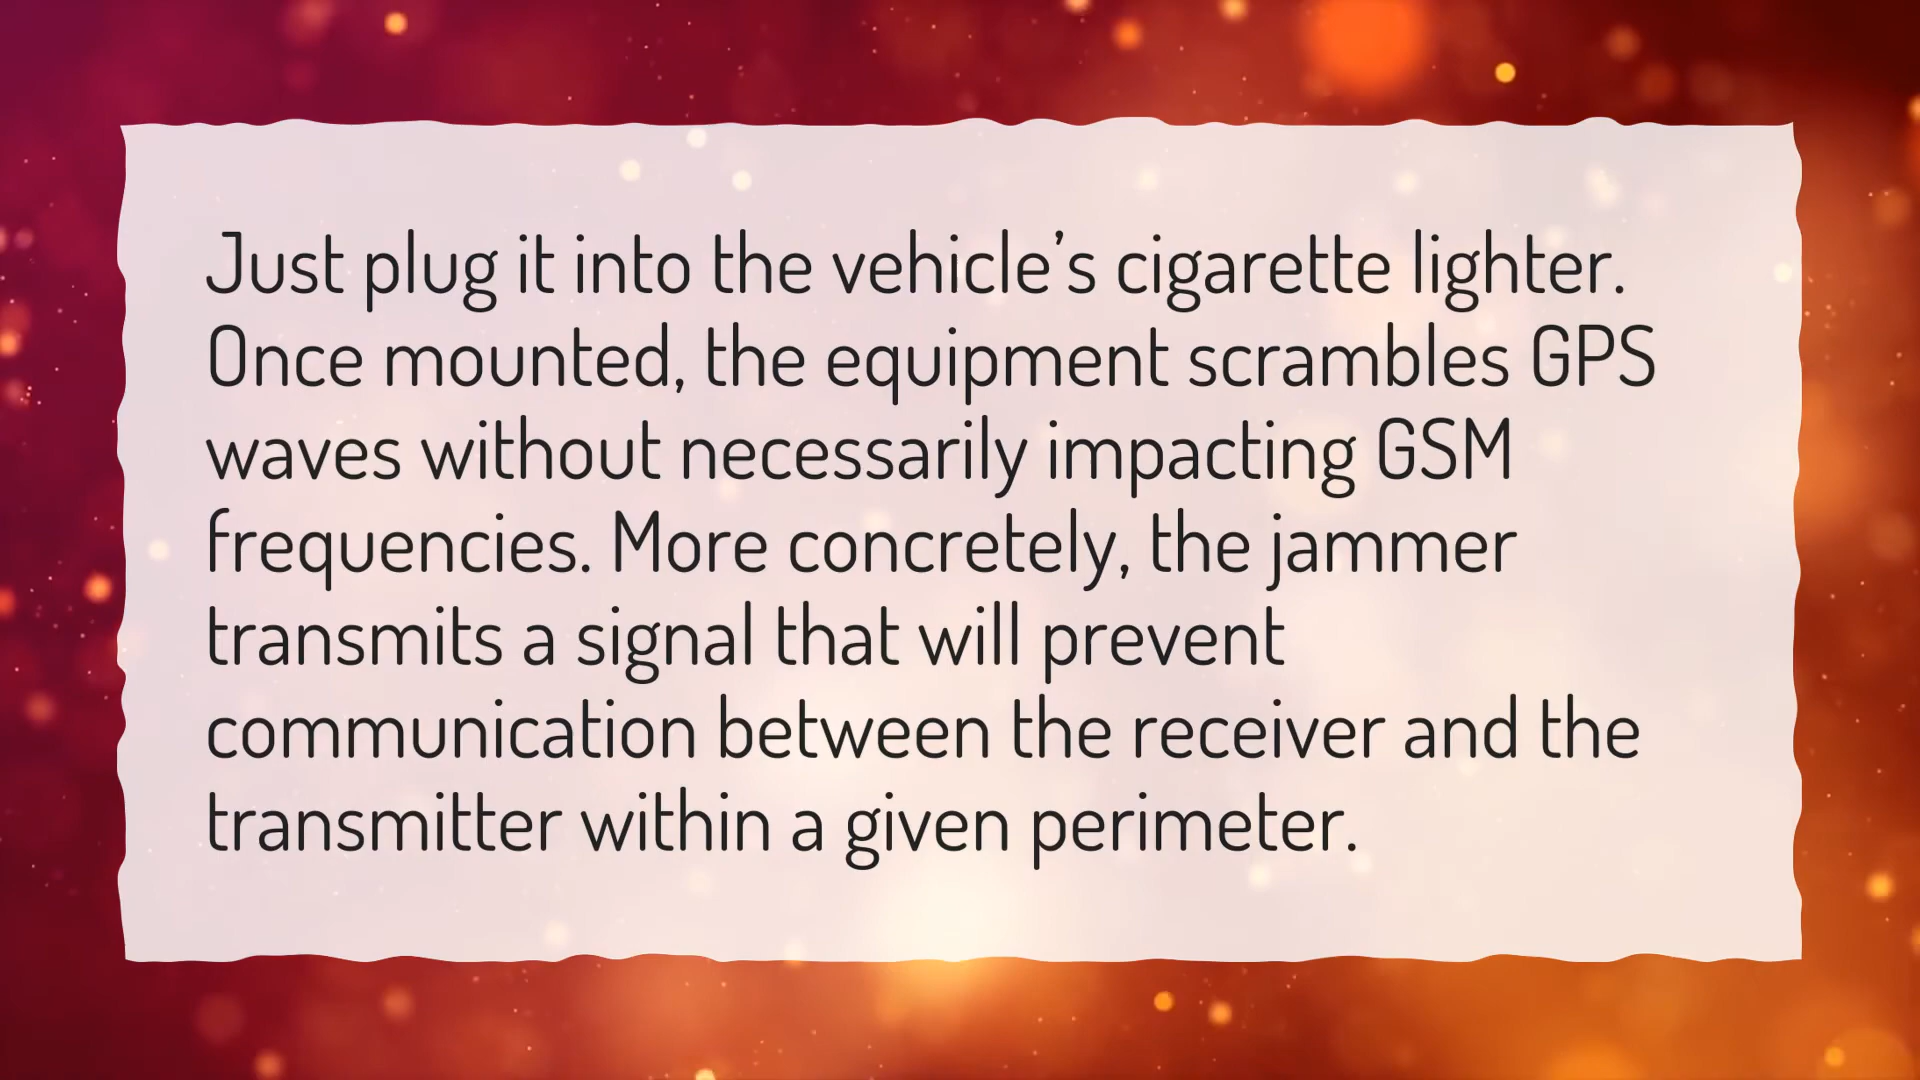 Just plug it into the vehicle’s cigarette lighter.
Once mounted, the equipment scrambles GPS
waves without necessarily impacting GSM
frequencies. More concretely, the jammer
transmits a signal that will prevent
communication between the receiver and the
transmitter within a given perimeter.